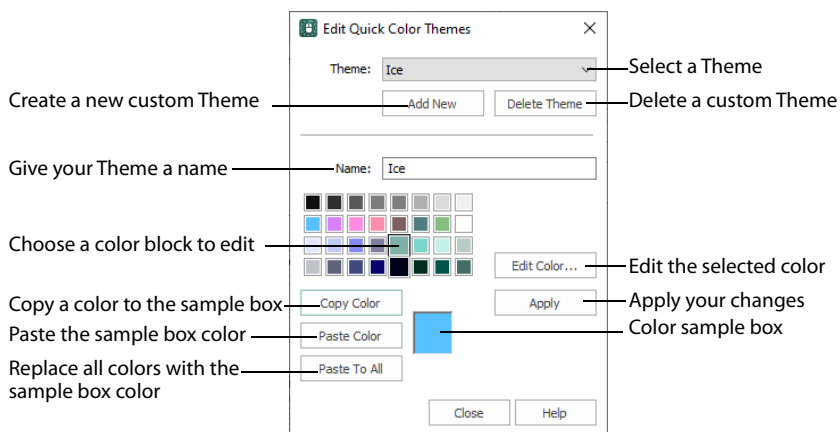 Edit Quick Color Themes
Theme: Ice
Select a Theme
Create a new custom Theme
Add New
Delete Theme
Delete a custom Theme
Give your Theme a name
Name: Ice
Choose a color block to edit
Edit Color...
Edit the selected color
Copy a color to the sample box
Copy Color
Apply
Apply your changes
Paste the sample box color
Paste Color
Color sample box
Replace all colors with the
sample box color
Paste To All
Close
Help